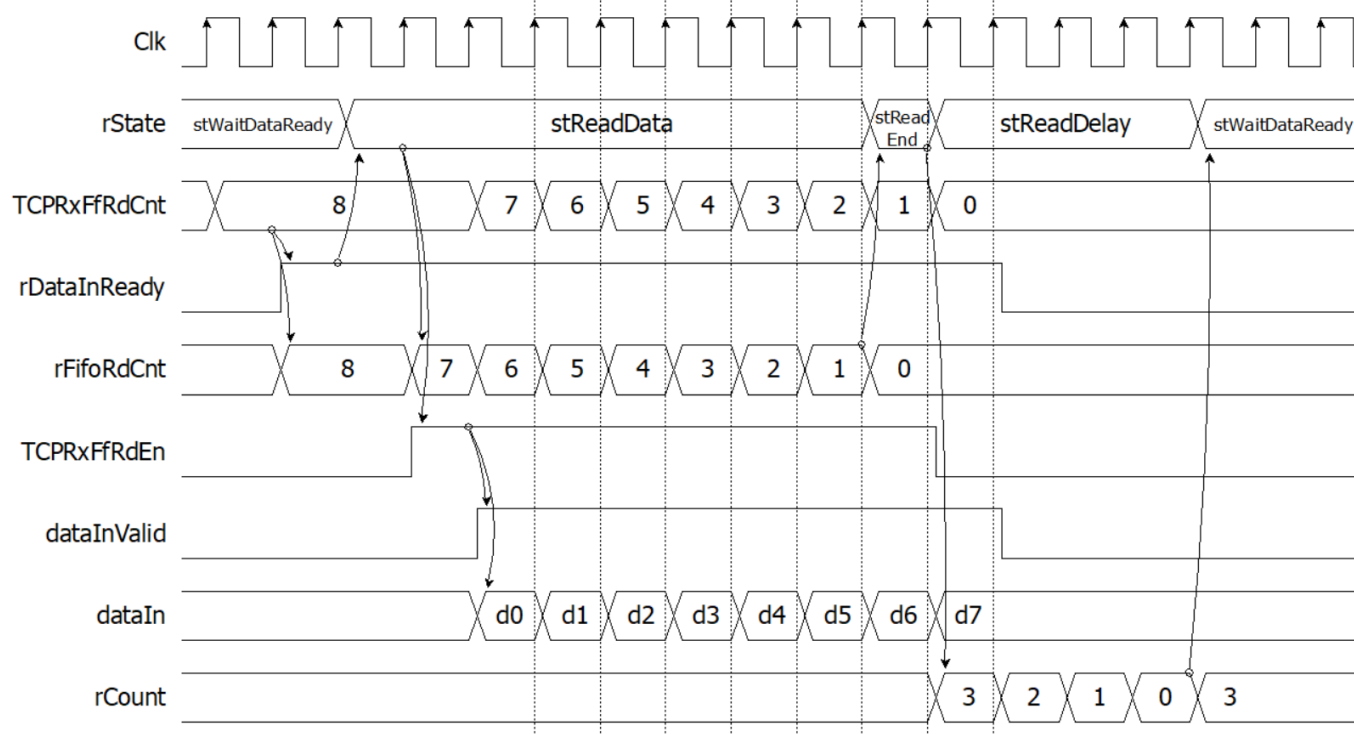 Clk
rState
stWaitDataReady
stReadData
stRead
End
stReadDelay
stWaitDataReady
TCPRxFfRdCnt
8 7 6 5 4 3 2 1 0
rDataInReady
rFifoRdCnt
8 7 6 5 4 3 2 1 0
TCPRxFfRdEn
dataInValid
dataIn
d0 d1 d2 d3 d4 d5 d6 d7
rCount
3 2 1 0 3